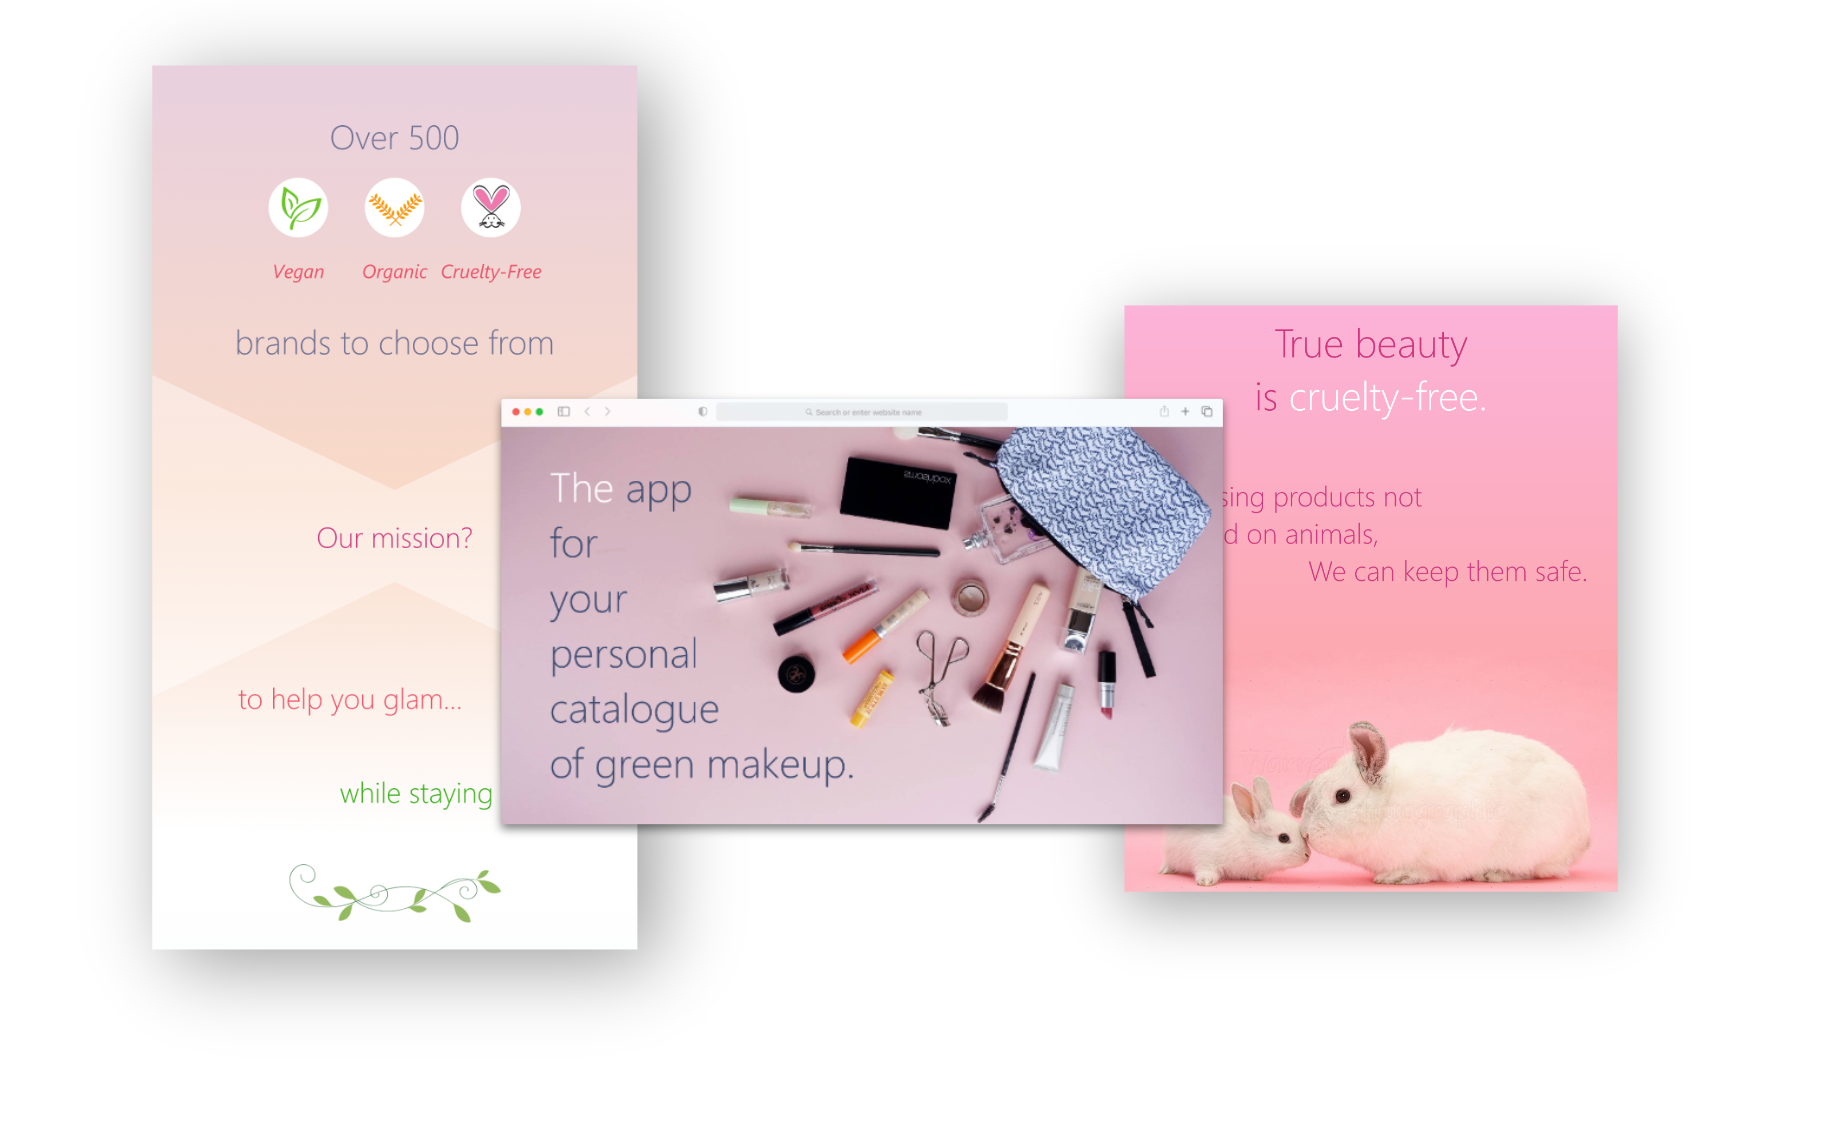 Over 500
Vegan Organic Cruelty-Free
brands to choose from
Our mission?
to help you glam...
while staying
Search or enter website name
The app
for
your
personal
catalogue
of green makeup.
True beauty
is cruelty-free.
sing products not
d on animals,
We can keep them safe.